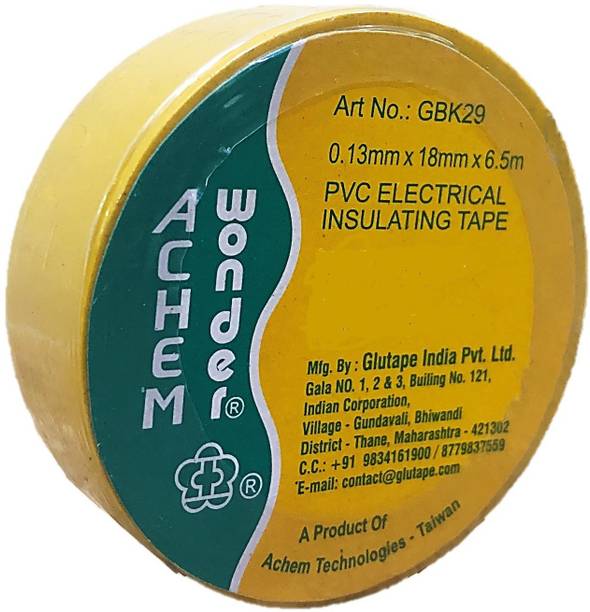 ACHEM
wonder®
®
Art No.: GBK29
0.13mm x 18mm x 6.5m
PVC ELECTRICAL
INSULATING TAPE
Mfg. By : Glutape India Pvt. Ltd.
Gala NO. 1, 2 & 3, Builing No. 121,
Indian Corporation,
Village - Gundavali, Bhiwandi
District - Thane, Maharashtra - 421302
C.C.: +91 9834161900 / 8779837559
E-mail: contact@glutape.com
A Product Of
Achem Technologies - Taiwan